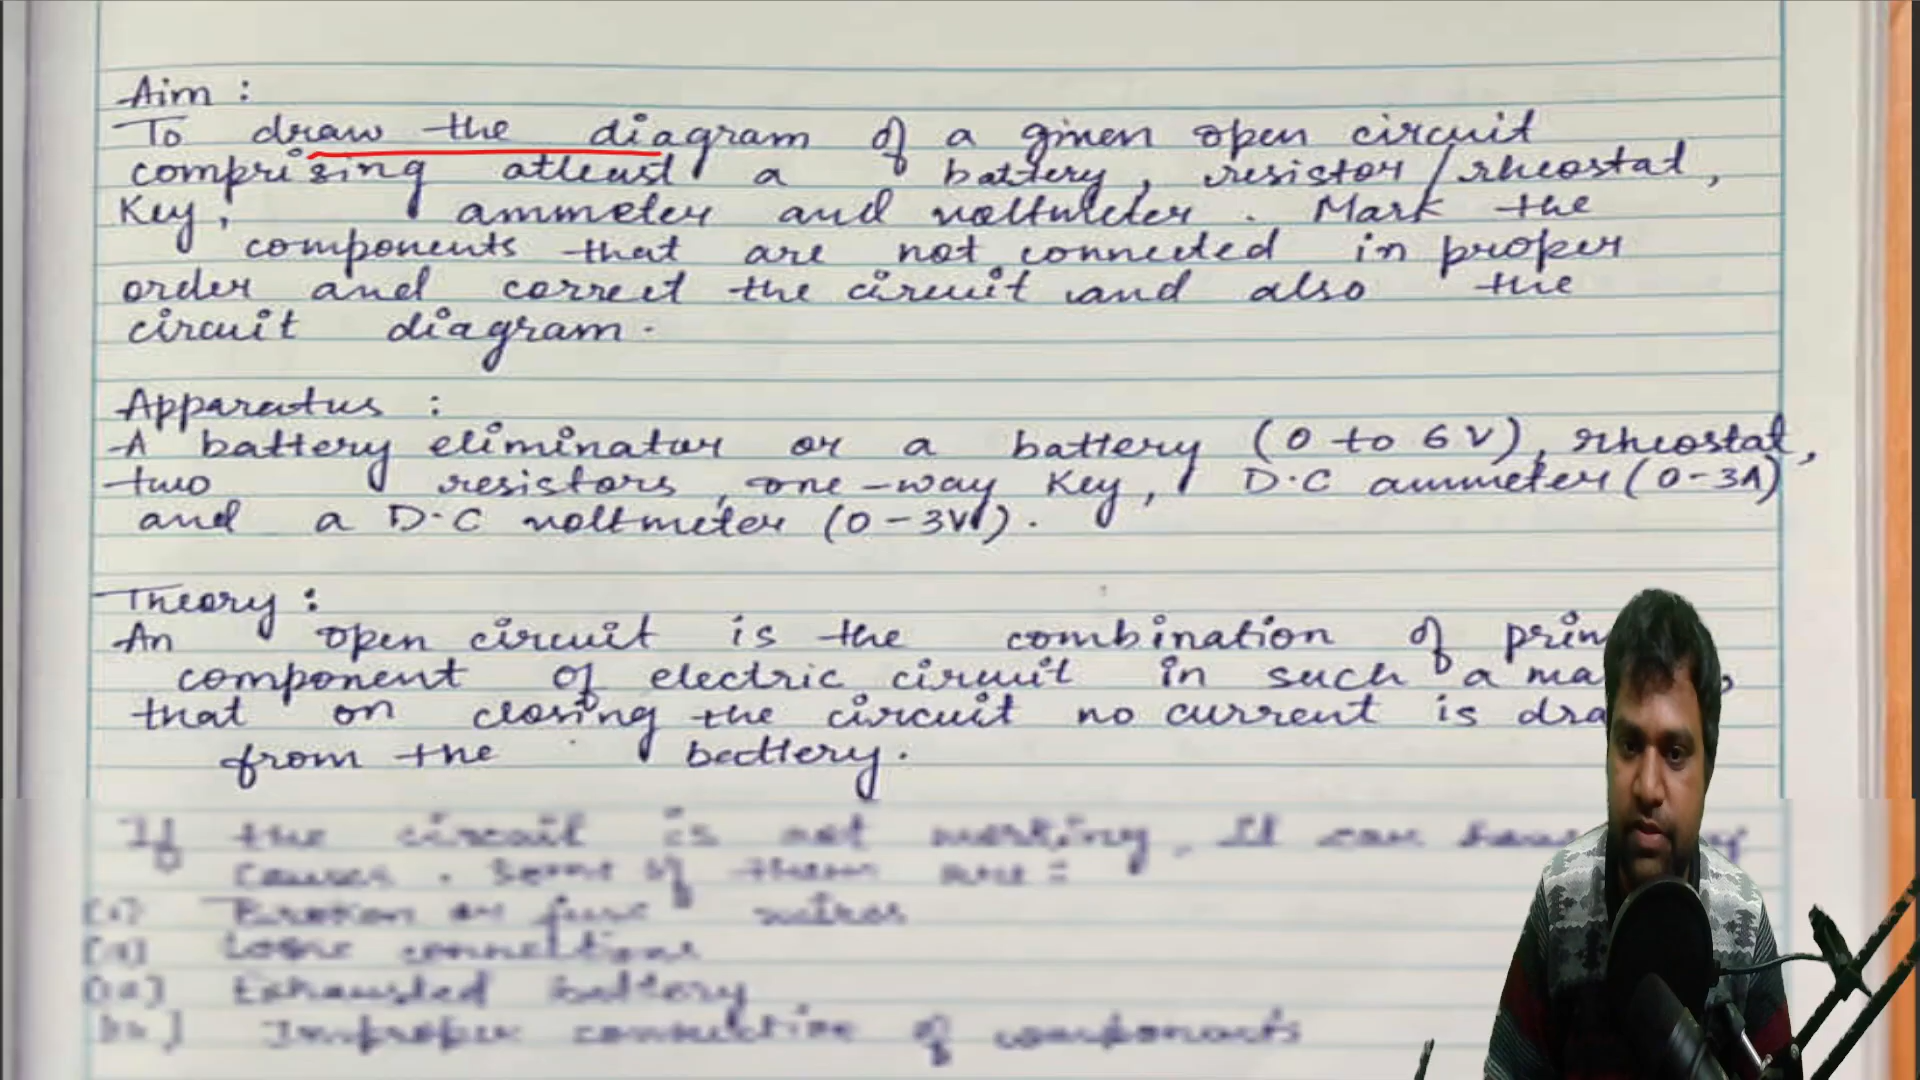 Aim :
To draw the diagram of a given open circuit
comprising atleast a battery, resistor/rheostat,
Key, ammeter and voltmeter. Mark the
components that are not connected in proper
order and correct the circuit and also the
circuit diagram.
Apparatus :
A battery eliminator or a battery (0 to 6V), rheostat,
two resistors, one-way Key, D.C ammeter (0-3A)
and a D.C voltmeter (0-3V).
Theory :
An open circuit is the combination of
component of electric circuit in such a
that on closing the circuit no current is
from the battery.
If the circuit is not working, It can
causes. Some of them are :
(i) Broken or fuse wires
(ii) Loose connections
(iii) Exhausted battery
(iv) Improper connection of components